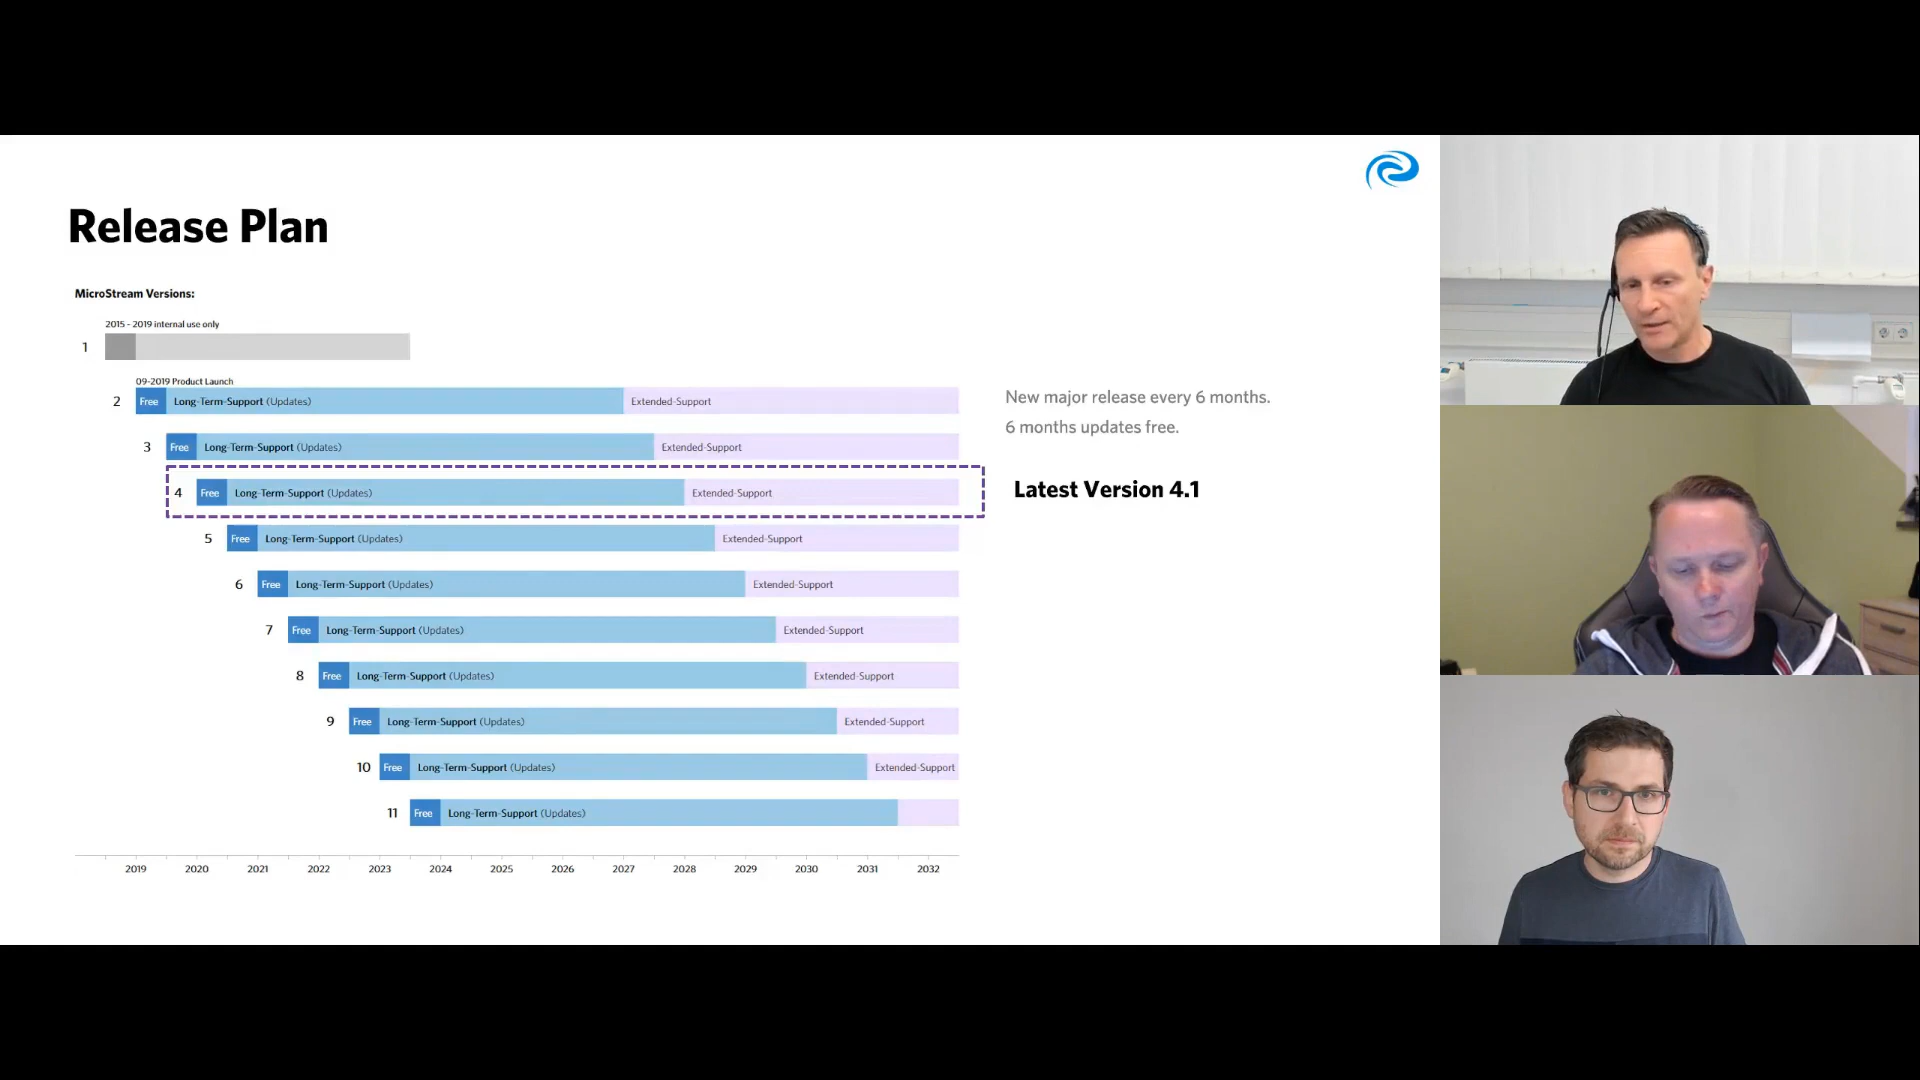 Release Plan
MicroStream Versions:
2015 - 2019 internal use only
1
09-2019 Product Launch
2 Free Long-Term-Support (Updates) Extended-Support
New major release every 6 months.
6 months updates free.
3 Free Long-Term-Support (Updates) Extended-Support
4 Free Long-Term-Support (Updates) Extended-Support
Latest Version 4.1
5 Free Long-Term-Support (Updates) Extended-Support
6 Free Long-Term-Support (Updates) Extended-Support
7 Free Long-Term-Support (Updates) Extended-Support
8 Free Long-Term-Support (Updates) Extended-Support
9 Free Long-Term-Support (Updates) Extended-Support
10 Free Long-Term-Support (Updates) Extended-Support
11 Free Long-Term-Support (Updates)
2019 2020 2021 2022 2023 2024 2025 2026 2027 2028 2029 2030 2031 2032